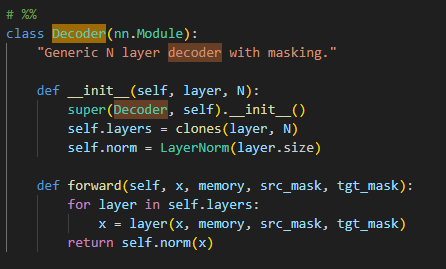 # %%
class Decoder(nn.Module):
    "Generic N layer decoder with masking."
    def __init__(self, layer, N):
        super(Decoder, self).__init__()
        self.layers = clones(layer, N)
        self.norm = LayerNorm(layer.size)
    def forward(self, x, memory, src_mask, tgt_mask):
        for layer in self.layers:
            x = layer(x, memory, src_mask, tgt_mask)
        return self.norm(x)